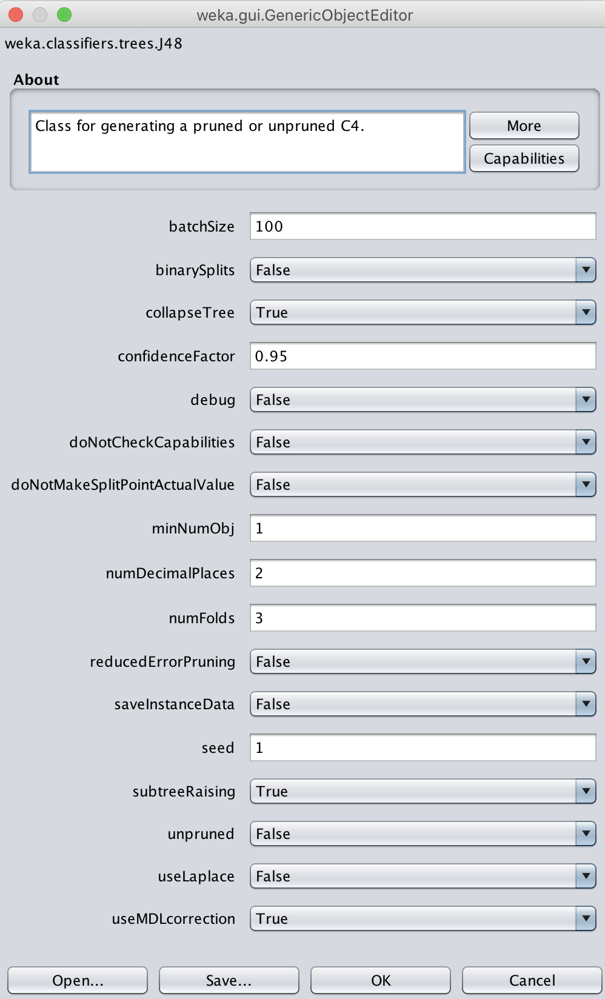 weka.gui.GenericObjectEditor
weka.classifiers.trees.J48
About
Class for generating a pruned or unpruned C4.
More
Capabilities
batchSize 100
binarySplits False
collapseTree True
confidenceFactor 0.95
debug False
doNotCheckCapabilities False
doNotMakeSplitPointActualValue False
minNumObj 1
numDecimalPlaces 2
numFolds 3
reducedErrorPruning False
saveInstanceData False
seed 1
subtreeRaising True
unpruned False
useLaplace False
useMDLcorrection True
Open... Save... OK Cancel